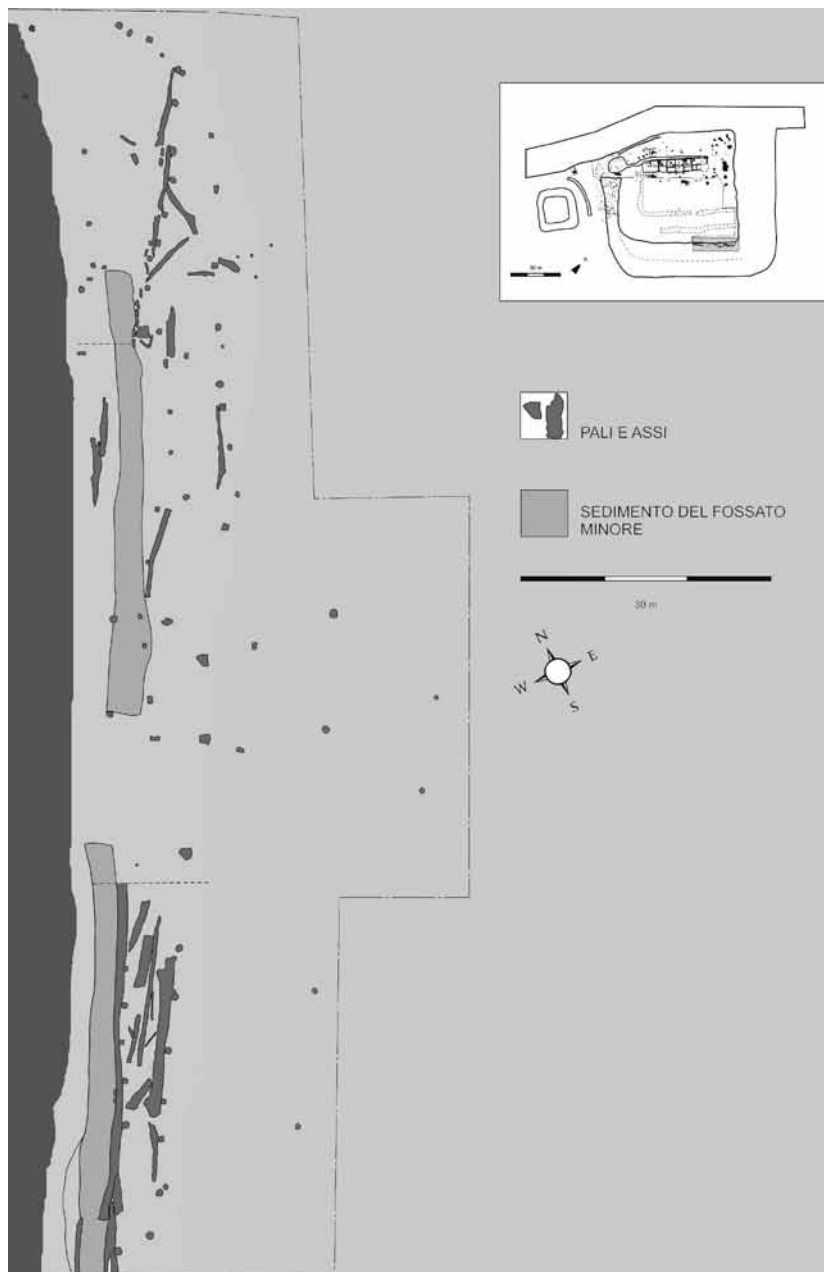 PALI E ASSI
SEDIMENTO DEL FOSSATO
MINORE
30 m
N
E
W
S